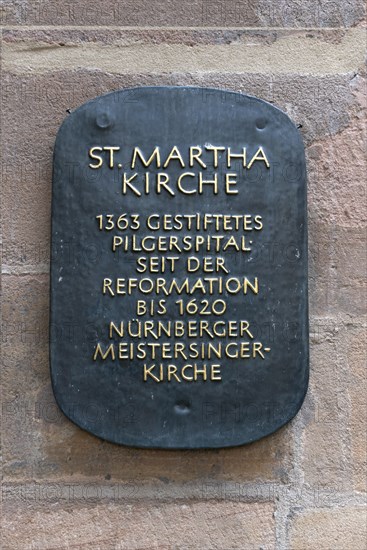 ST. MARTHA
KIRCHE
1363 GESTIFTETES
PILGERSPITAL·
SEIT DER
REFORMATION
BIS 1620
NÜRNBERGER
MEISTERSINGER-
KIRCHE